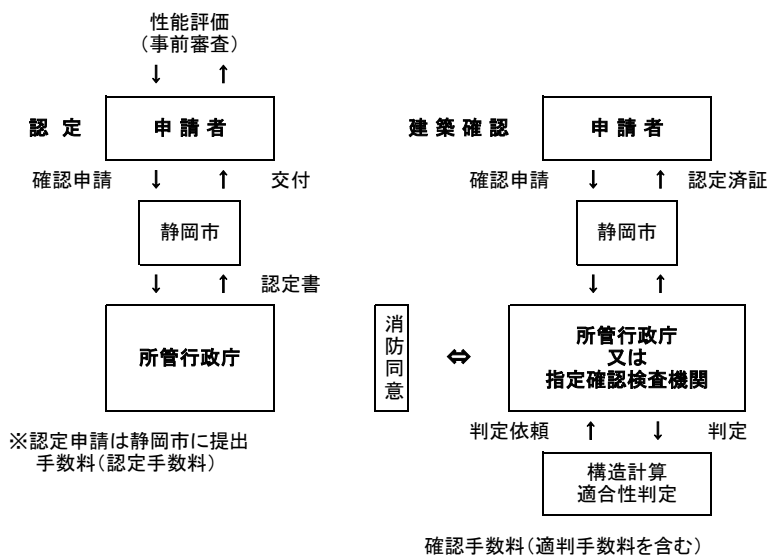 性能評価
(事前審査)
↓ ↑
認 定
申 請 者
確認申請 ↓ ↑ 交付
静岡市
↓ ↑ 認定書
所管行政庁
※認定申請は静岡市に提出
手数料(認定手数料)
建 築 確 認
申 請 者
確認申請 ↓ ↑ 認定済証
静岡市
↓ ↑
消防同意
⇔
所管行政庁
又は
指定確認検査機関
判定依頼 ↑ ↓ 判定
構造計算
適合性判定
確認手数料(適判手数料を含む)